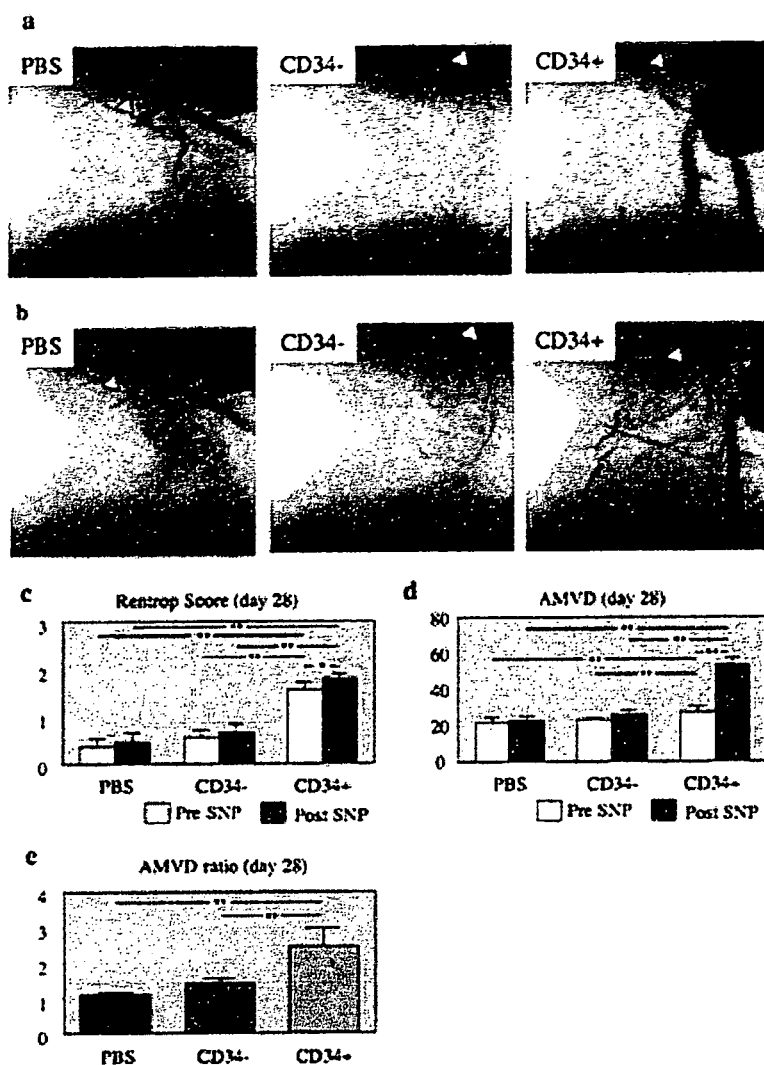 a
PBS CD34- CD34+
b
PBS CD34- CD34+
c
Rentrop Score (day 28)
3
2
1
0
** ** ** ** *
PBS CD34- CD34+
Pre SNP Post SNP
d
AMVD (day 28)
80
60
40
20
0
** ** ** ** **
PBS CD34- CD34+
Pre SNP Post SNP
e
AMVD ratio (day 28)
4
3
2
1
0
** **
PBS CD34- CD34+